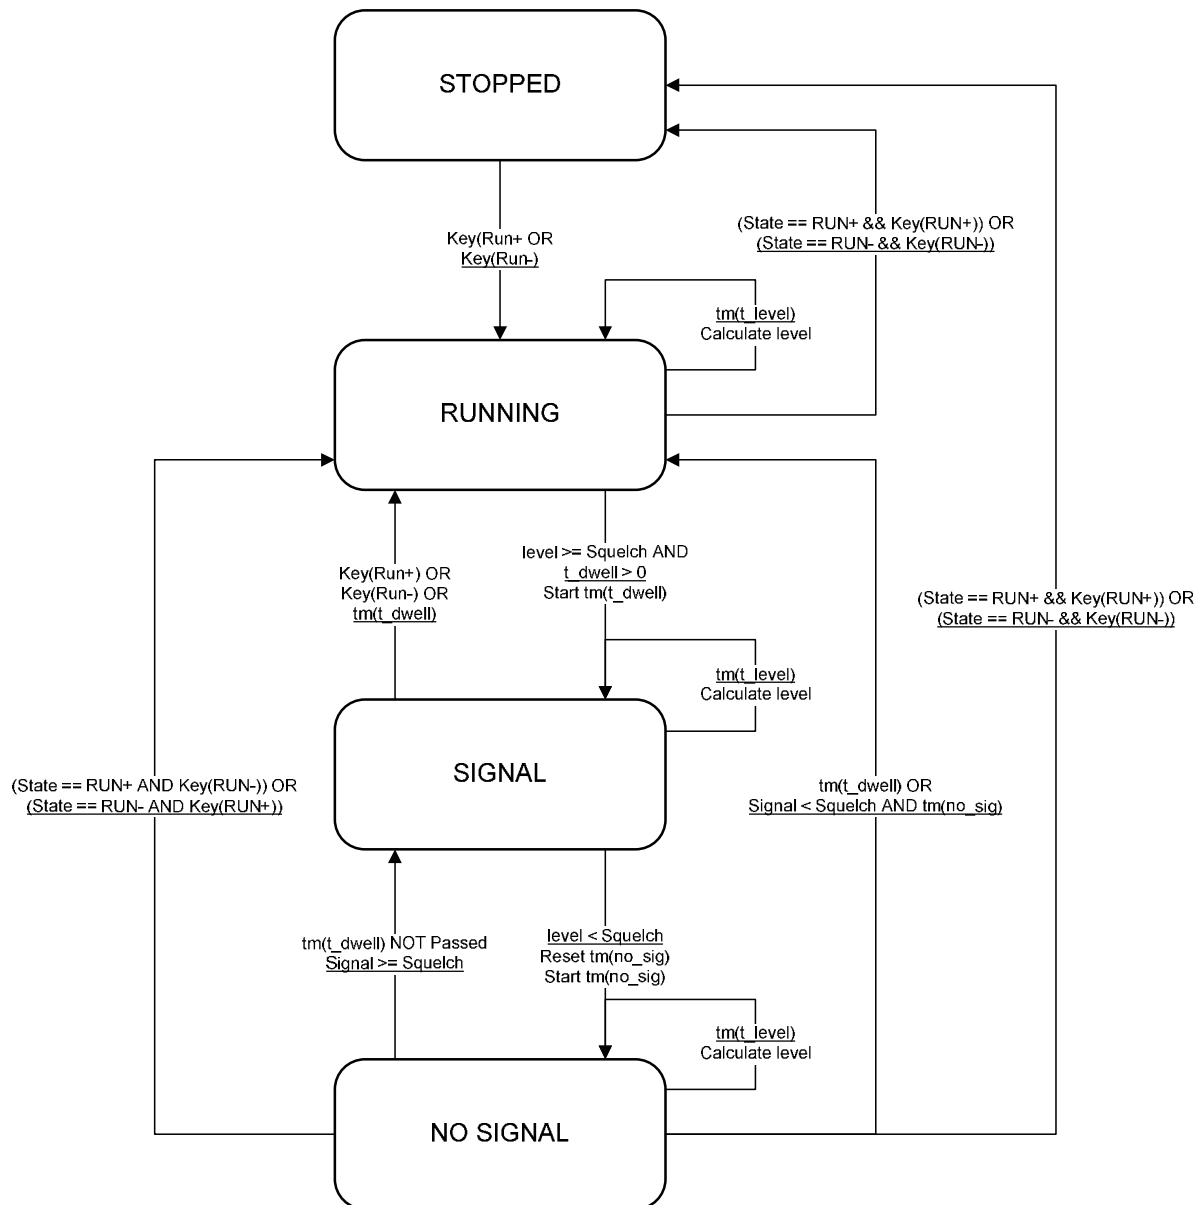 STOPPED
Key(Run+ OR
Key(Run-)
(State == RUN+ && Key(RUN+)) OR
(State == RUN- && Key(RUN-))
tm(t_level)
Calculate level
RUNNING
Key(Run+) OR
Key(Run-) OR
tm(t_dwell)
level >= Squelch AND
t_dwell > 0
Start tm(t_dwell)
(State == RUN+ && Key(RUN+)) OR
(State == RUN- && Key(RUN-))
tm(t_level)
Calculate level
SIGNAL
(State == RUN+ AND Key(RUN-)) OR
(State == RUN- AND Key(RUN+))
tm(t_dwell) OR
Signal < Squelch AND tm(no_sig)
tm(t_dwell) NOT Passed
Signal >= Squelch
level < Squelch
Reset tm(no_sig)
Start tm(no_sig)
tm(t_level)
Calculate level
NO SIGNAL